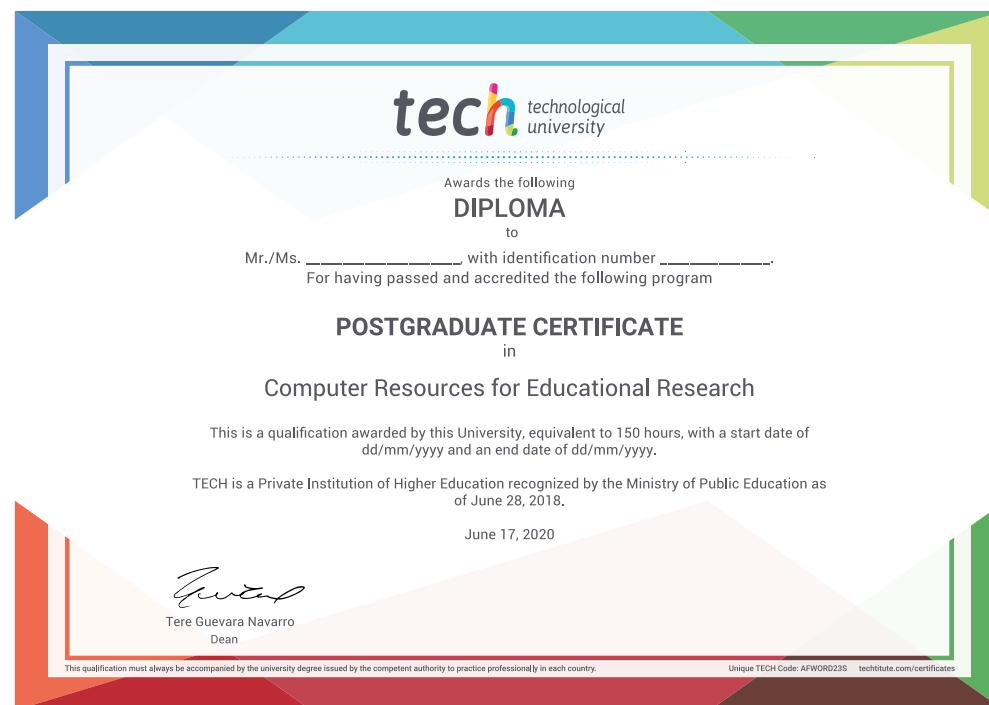 tech technological
university
Awards the following
DIPLOMA
to
Mr./Ms. ____________________, with identification number ______________.
For having passed and accredited the following program
POSTGRADUATE CERTIFICATE
in
Computer Resources for Educational Research
This is a qualification awarded by this University, equivalent to 150 hours, with a start date of
dd/mm/yyyy and an end date of dd/mm/yyyy.
TECH is a Private Institution of Higher Education recognized by the Ministry of Public Education as
of June 28, 2018.
June 17, 2020
Tere Guevara Navarro
Dean
This qualification must always be accompanied by the university degree issued by the competent authority to practice professionally in each country.
Unique TECH Code: AFWORD23S techtitute.com/certificates